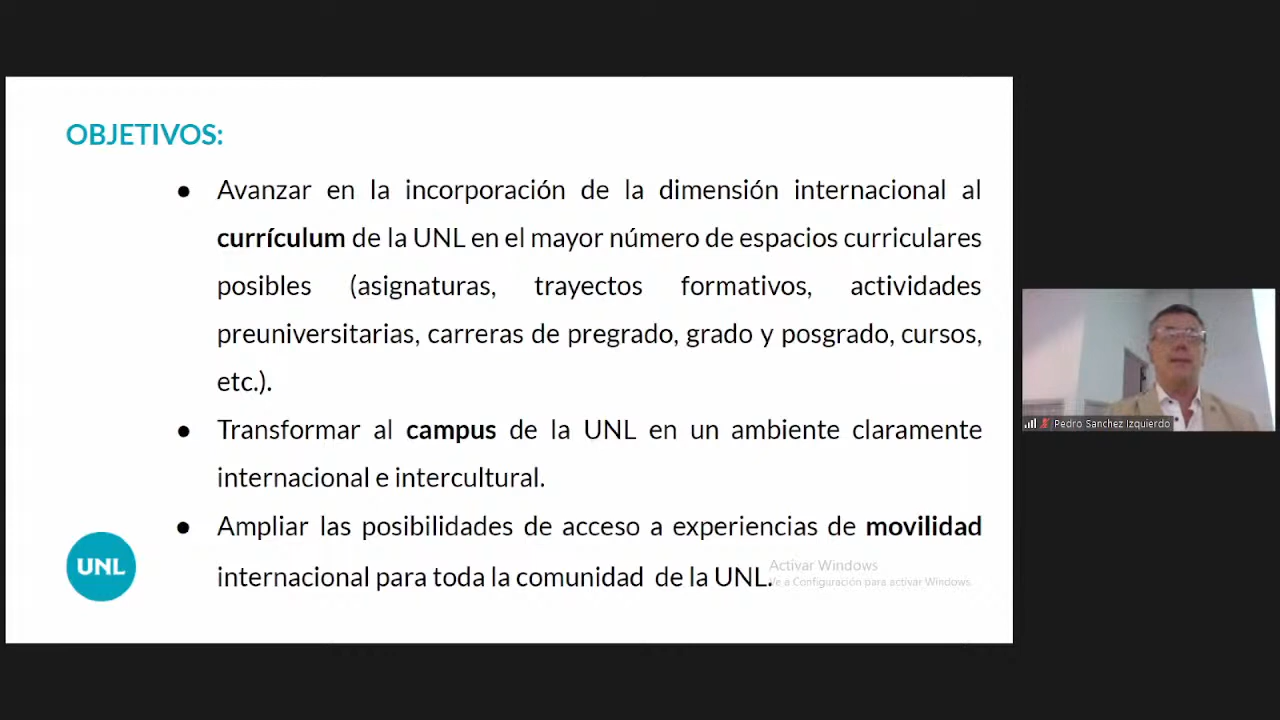 OBJETIVOS:
● Avanzar en la incorporación de la dimensión internacional al
currículum de la UNL en el mayor número de espacios curriculares
posibles (asignaturas, trayectos formativos, actividades
preuniversitarias, carreras de pregrado, grado y posgrado, cursos,
etc.).
● Transformar al campus de la UNL en un ambiente claramente
internacional e intercultural.
● Ampliar las posibilidades de acceso a experiencias de movilidad
internacional para toda la comunidad de la UNL.
UNL
Activar Windows
Ve a Configuración para activar Windows.
Pedro Sanchez Izquierdo